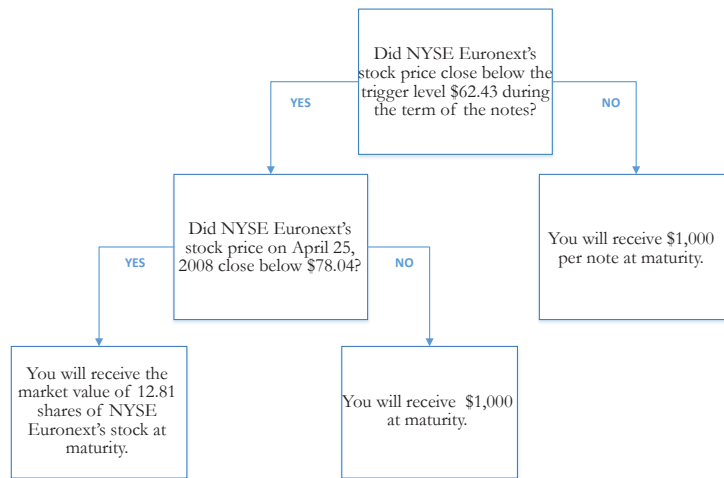 Did NYSE Euronext's
stock price close below the
trigger level $62.43 during
the term of the notes?
YES
NO
Did NYSE Euronext's
stock price on April 25,
2008 close below $78.04?
You will receive $1,000
per note at maturity.
YES
NO
You will receive the
market value of 12.81
shares of NYSE
Euronext's stock at
maturity.
You will receive $1,000
at maturity.